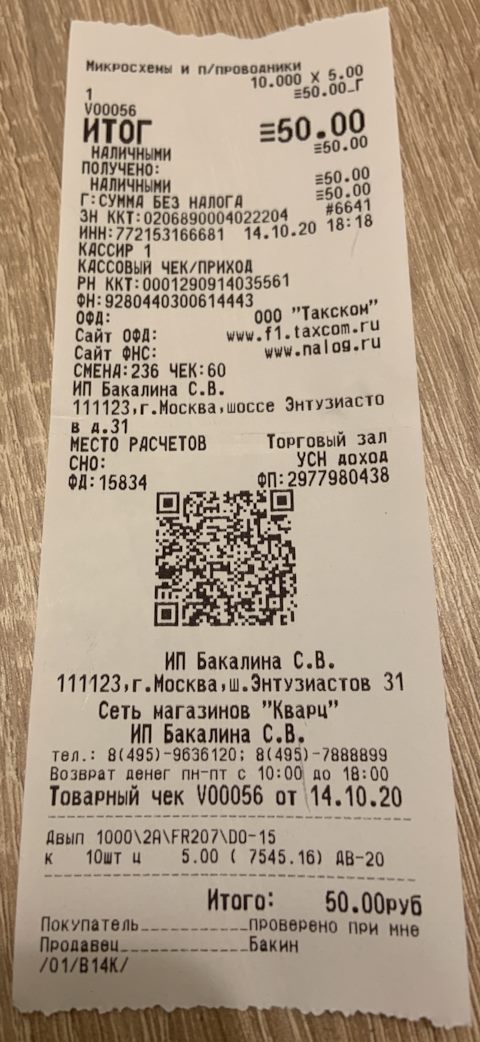 Микросхемы и п/проводники
10.000 X 5.00
1 ≡50.00_Г
V00056
ИТОГ ≡50.00
НАЛИЧНЫМИ ≡50.00
ПОЛУЧЕНО:
НАЛИЧНЫМИ ≡50.00
Г:СУММА БЕЗ НАЛОГА ≡50.00
ЗН ККТ:0206890004022204 #6641
ИНН:772153166681 14.10.20 18:18
КАССИР 1
КАССОВЫЙ ЧЕК/ПРИХОД
РН ККТ:0001290914035561
ФН:9280440300614443
ОФД: ООО "Такском"
Сайт ОФД: www.f1.taxcom.ru
Сайт ФНС: www.nalog.ru
СМЕНА:236 ЧЕК:60
ИП Бакалина С.В.
111123,г.Москва,шоссе Энтузиасто
в д.31
МЕСТО РАСЧЕТОВ Торговый зал
СНО: УСН доход
ФД:15834 ФП:2977980438
ИП Бакалина С.В.
111123,г.Москва,ш.Энтузиастов 31
Сеть магазинов "Кварц"
ИП Бакалина С.В.
тел.: 8(495)-9636120; 8(495)-7888899
Возврат денег пн-пт с 10:00 до 18:00
Товарный чек V00056 от 14.10.20
Двып 1000\2A\FR207\DO-15
к 10шт ц 5.00 ( 7545.16) ДВ-20
Итого: 50.00руб
Покупатель__________проверено при мне
Продавец____________Бакин
/01/B14K/